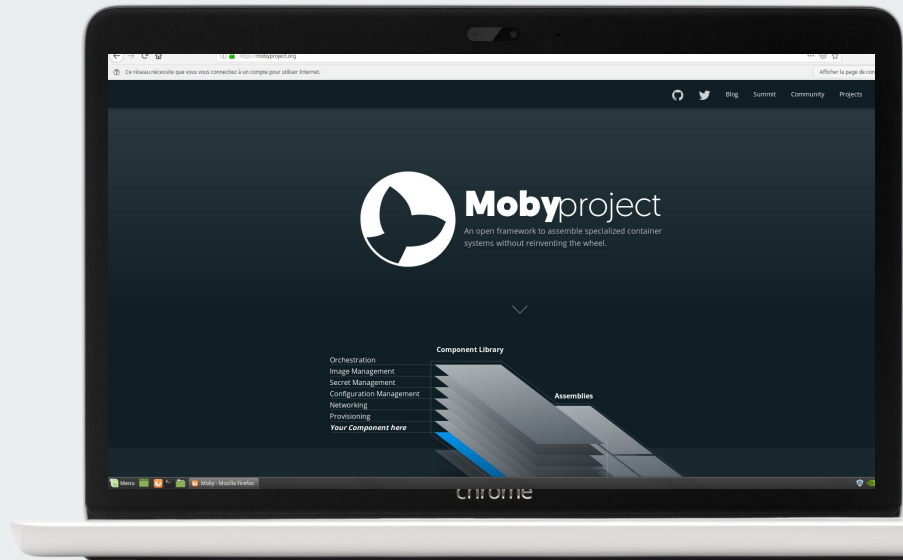 https://mobyproject.org
Ce réseau nécessite que vous vous connectiez à un compte pour utiliser Internet.
Afficher la page de con
Blog Summit Community Projects
Mobyproject
An open framework to assemble specialized container
systems without reinventing the wheel.
Component Library
Orchestration
Image Management
Secret Management
Configuration Management
Assemblies
Networking
Provisioning
Your Component here
Menu
Moby - Mozilla Firefox
chrome